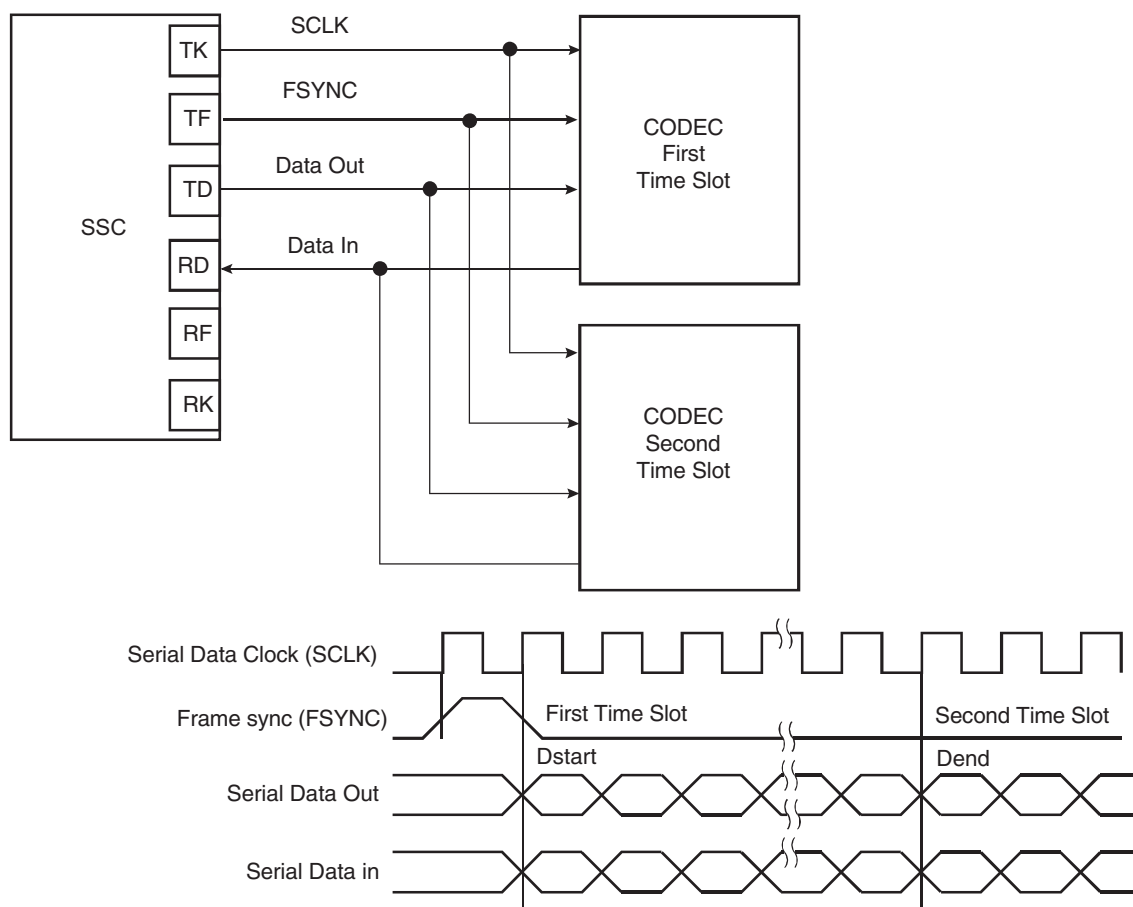 SSC
TK
TF
TD
RD
RF
RK
SCLK
FSYNC
Data Out
Data In
CODEC
First
Time Slot
CODEC
Second
Time Slot
Serial Data Clock (SCLK)
Frame sync (FSYNC)
First Time Slot
Second Time Slot
Dstart
Dend
Serial Data Out
Serial Data in